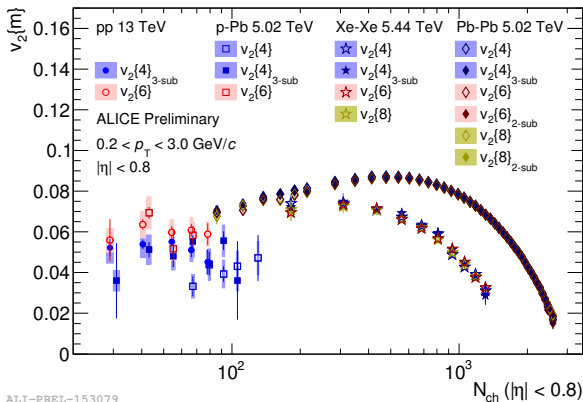 v₂{m}
0.16
0.14
0.12
0.1
0.08
0.06
0.04
0.02
0
pp 13 TeV p-Pb 5.02 TeV Xe-Xe 5.44 TeV Pb-Pb 5.02 TeV
v₂{4} v₂{4} v₂{4}
v₂{4}3-sub v₂{4}3-sub v₂{4}3-sub v₂{4}3-sub
v₂{6} v₂{6} v₂{6} v₂{6}
v₂{6}2-sub
v₂{8} v₂{8}
v₂{8}2-sub
ALICE Preliminary
0.2 < pT < 3.0 GeV/c
|η| < 0.8
10² 10³
Nch (|η| < 0.8)
ALI-PREL-153079